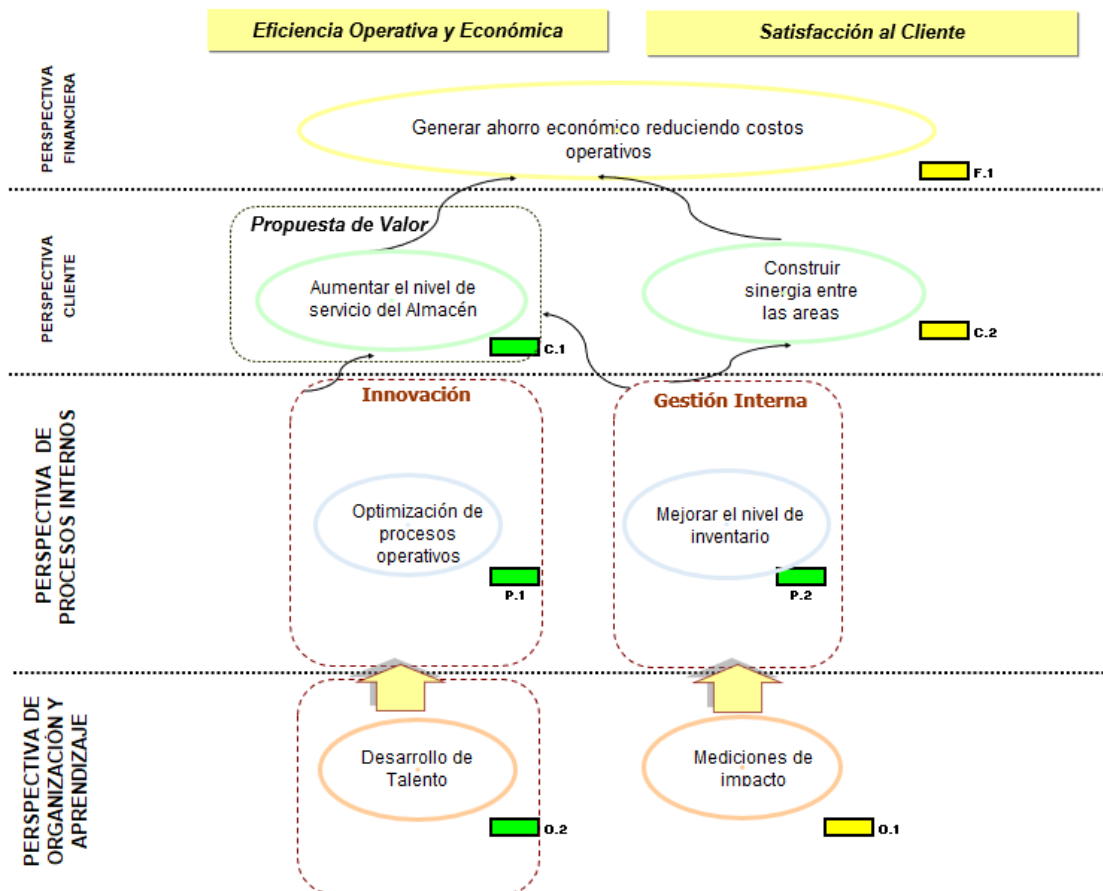 Eficiencia Operativa y Económica
Satisfacción al Cliente
PERSPECTIVA
FINANCIERA
Generar ahorro económico reduciendo costos
operativos
F.1
PERSPECTIVA
CLIENTE
Propuesta de Valor
Aumentar el nivel de
servicio del Almacén
C.1
Construir
sinergia entre
las areas
C.2
PERSPECTIVA DE
PROCESOS INTERNOS
Innovación
Optimización de
procesos
operativos
P.1
Gestión Interna
Mejorar el nivel de
inventario
P.2
PERSPECTIVA DE
ORGANIZACIÓN Y
APRENDIZAJE
Desarrollo de
Talento
O.2
Mediciones de
impacto
O.1